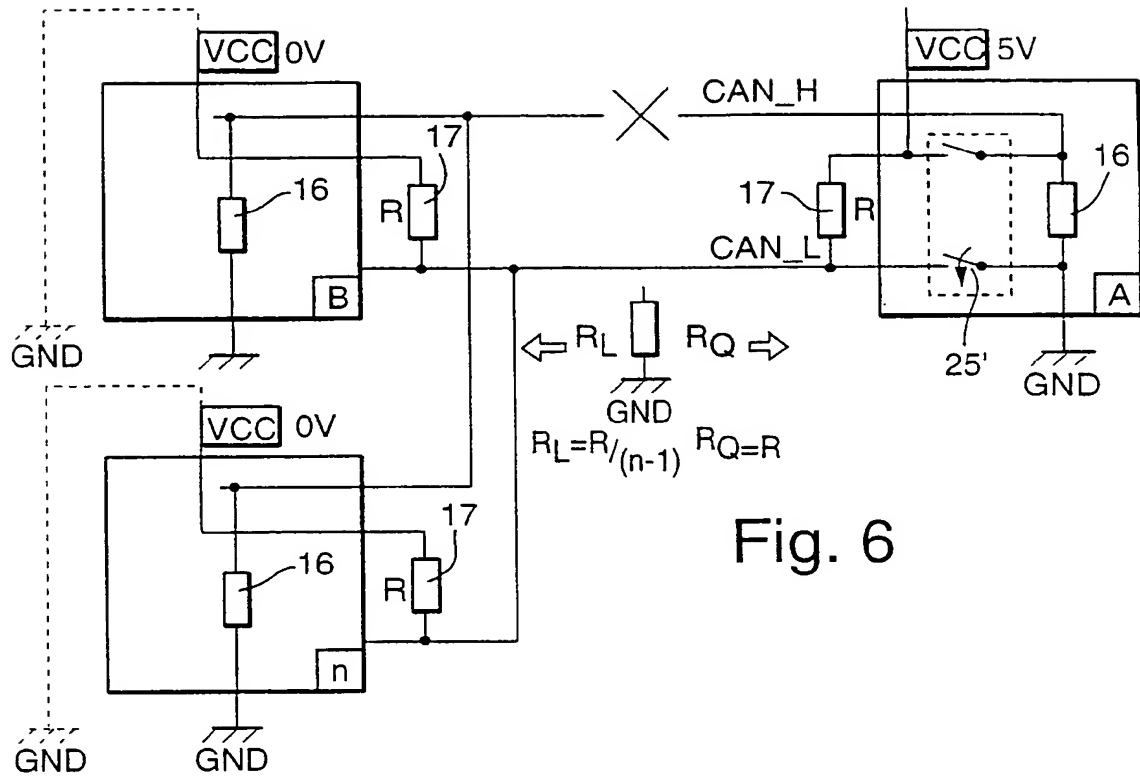 VCC 0V
VCC 5V
CAN_H
17
16
R
B
17
R
16
CAN_L
A
GND
R_L R_Q
25'
GND
GND
R_L=R/(n-1) R_Q=R
VCC 0V
17
16
R
n
Fig. 6
GND
GND